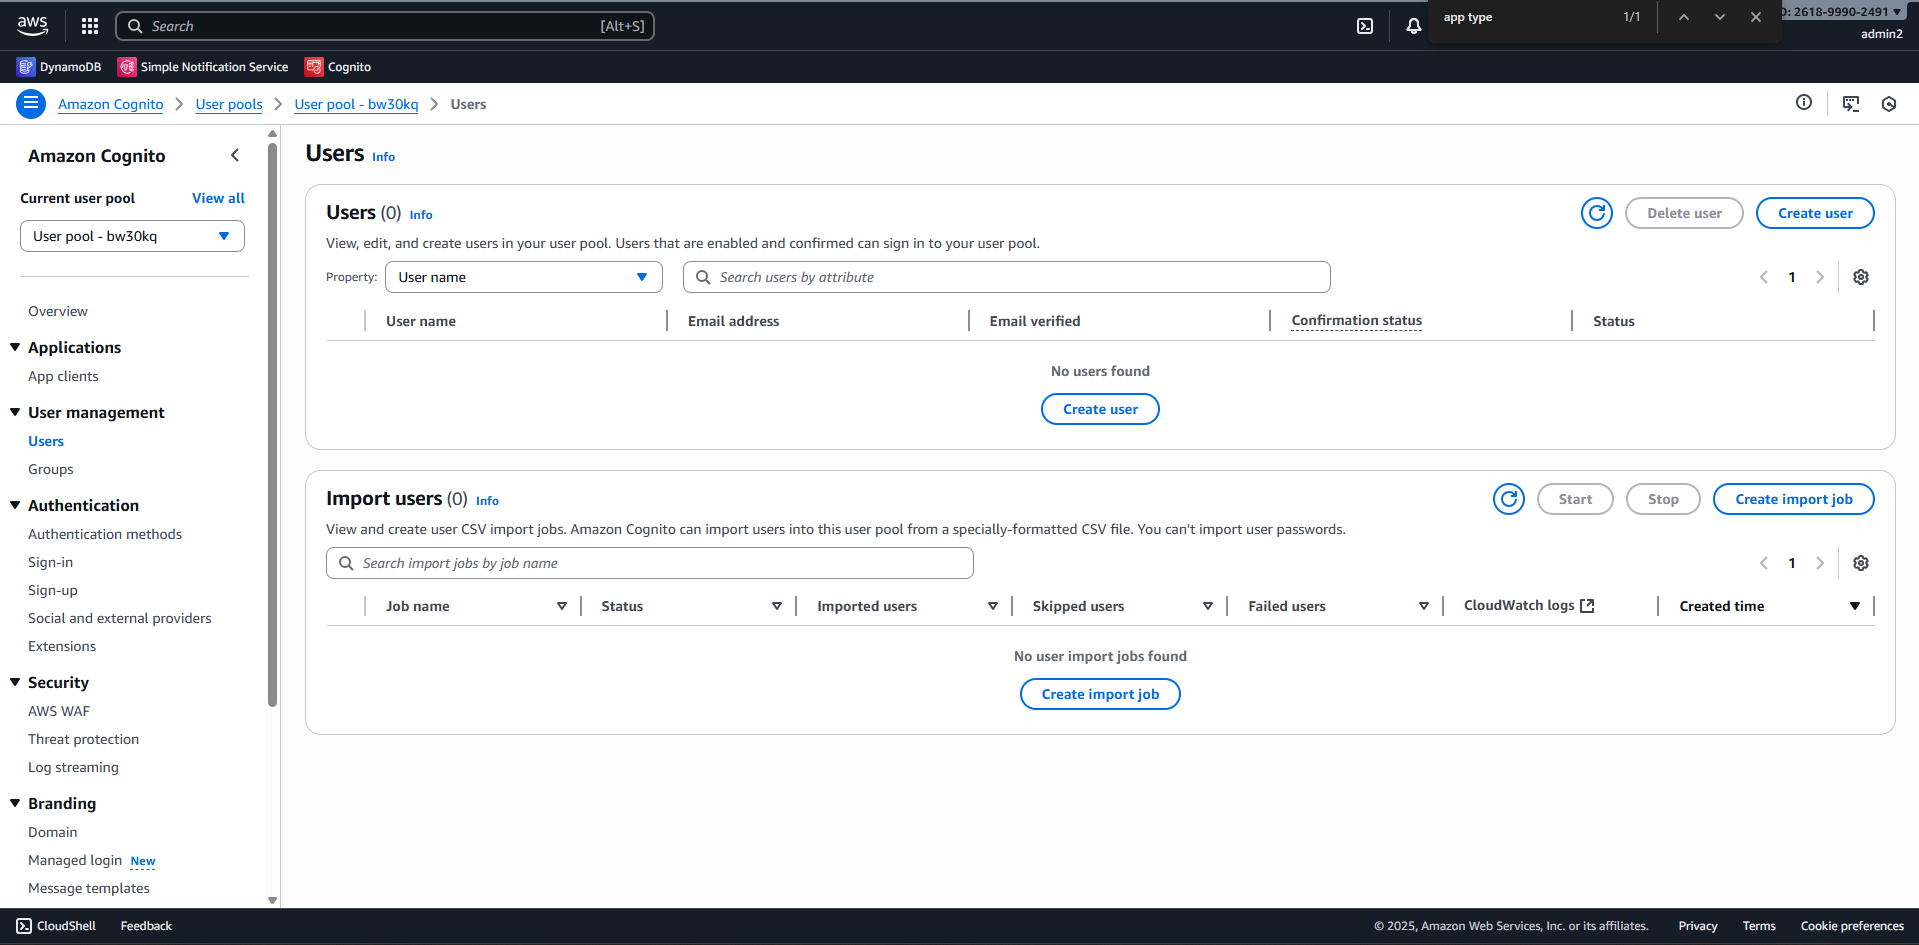 aws
Search [Alt+S]
app type 1/1
D: 2618-9990-2491
admin2
DynamoDB Simple Notification Service Cognito
Amazon Cognito User pools User pool - bw30kq Users
Amazon Cognito
Current user pool View all
User pool - bw30kq
Overview
Applications
App clients
User management
Users
Groups
Authentication
Authentication methods
Sign-in
Sign-up
Social and external providers
Extensions
Security
AWS WAF
Threat protection
Log streaming
Branding
Domain
Managed login New
Message templates
Users Info
Users (0) Info
Delete user Create user
View, edit, and create users in your user pool. Users that are enabled and confirmed can sign in to your user pool.
Property: User name Search users by attribute 1
User name Email address Email verified Confirmation status Status
No users found
Create user
Import users (0) Info
Start Stop Create import job
View and create user CSV import jobs. Amazon Cognito can import users into this user pool from a specially-formatted CSV file. You can't import user passwords.
Search import jobs by job name 1
Job name Status Imported users Skipped users Failed users CloudWatch logs Created time
No user import jobs found
Create import job
CloudShell Feedback © 2025, Amazon Web Services, Inc. or its affiliates. Privacy Terms Cookie preferences